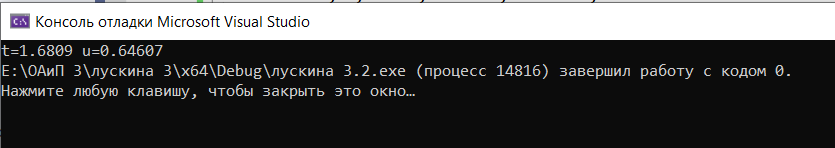 Консоль отладки Microsoft Visual Studio
t=1.6809 u=0.64607
E:\ОАиП 3\лускина 3\x64\Debug\лускина 3.2.exe (процесс 14816) завершил работу с кодом 0.
Нажмите любую клавишу, чтобы закрыть это окно…